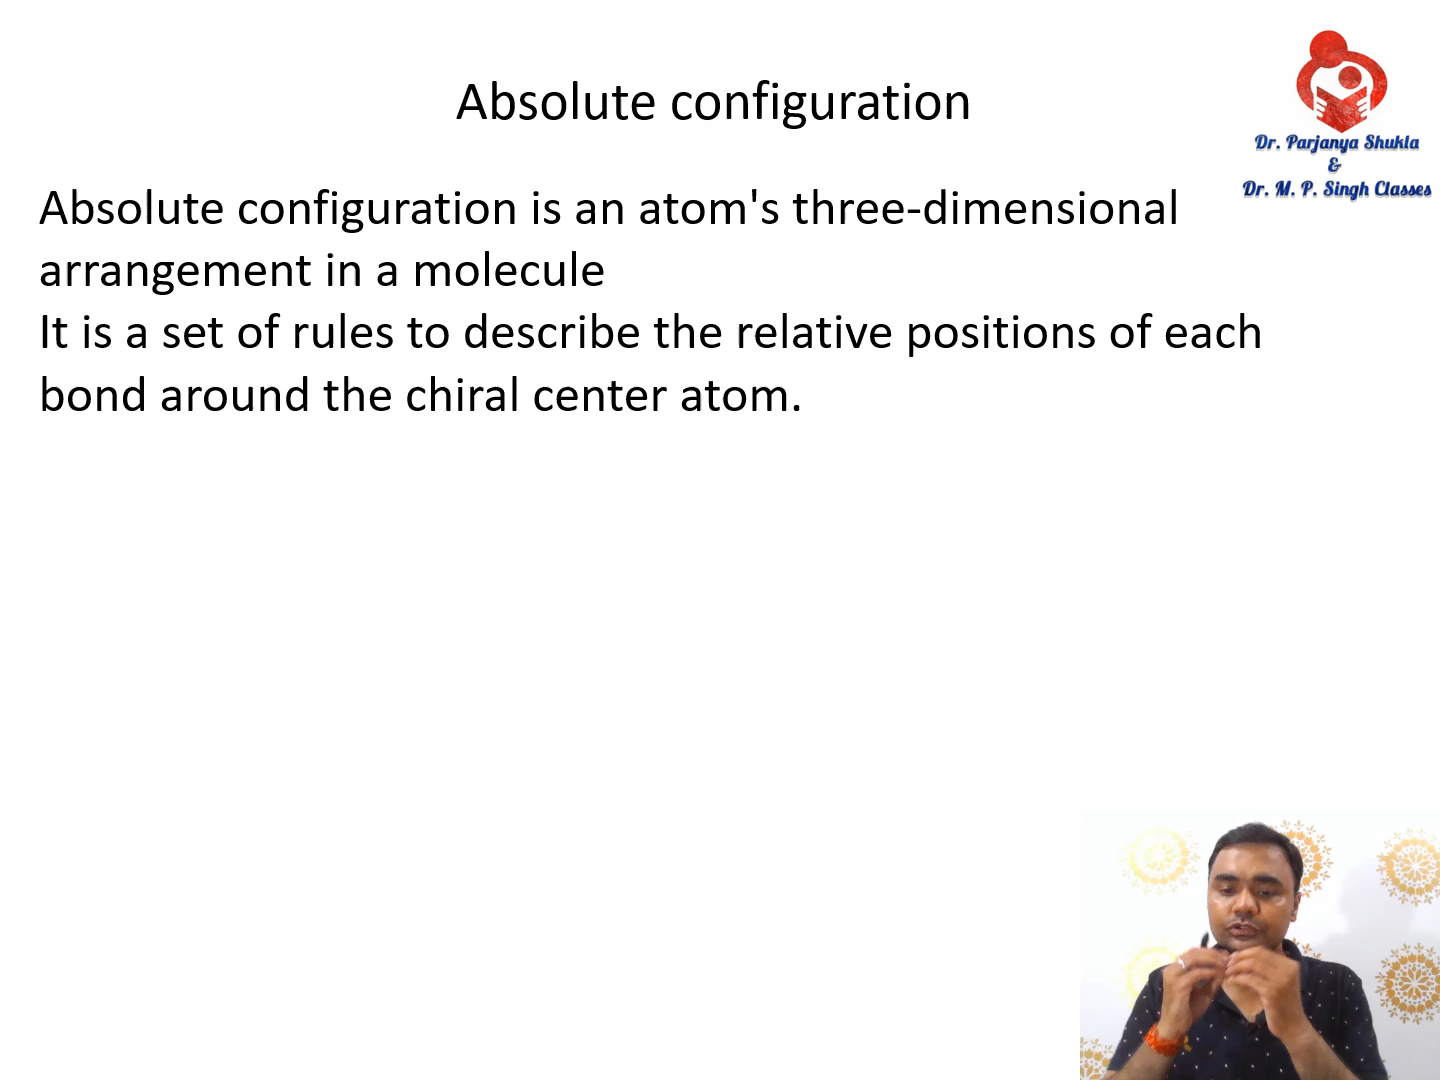 Absolute configuration
Dr. Parjanya Shukla
&
Dr. M. P. Singh Classes
Absolute configuration is an atom's three-dimensional
arrangement in a molecule
It is a set of rules to describe the relative positions of each
bond around the chiral center atom.